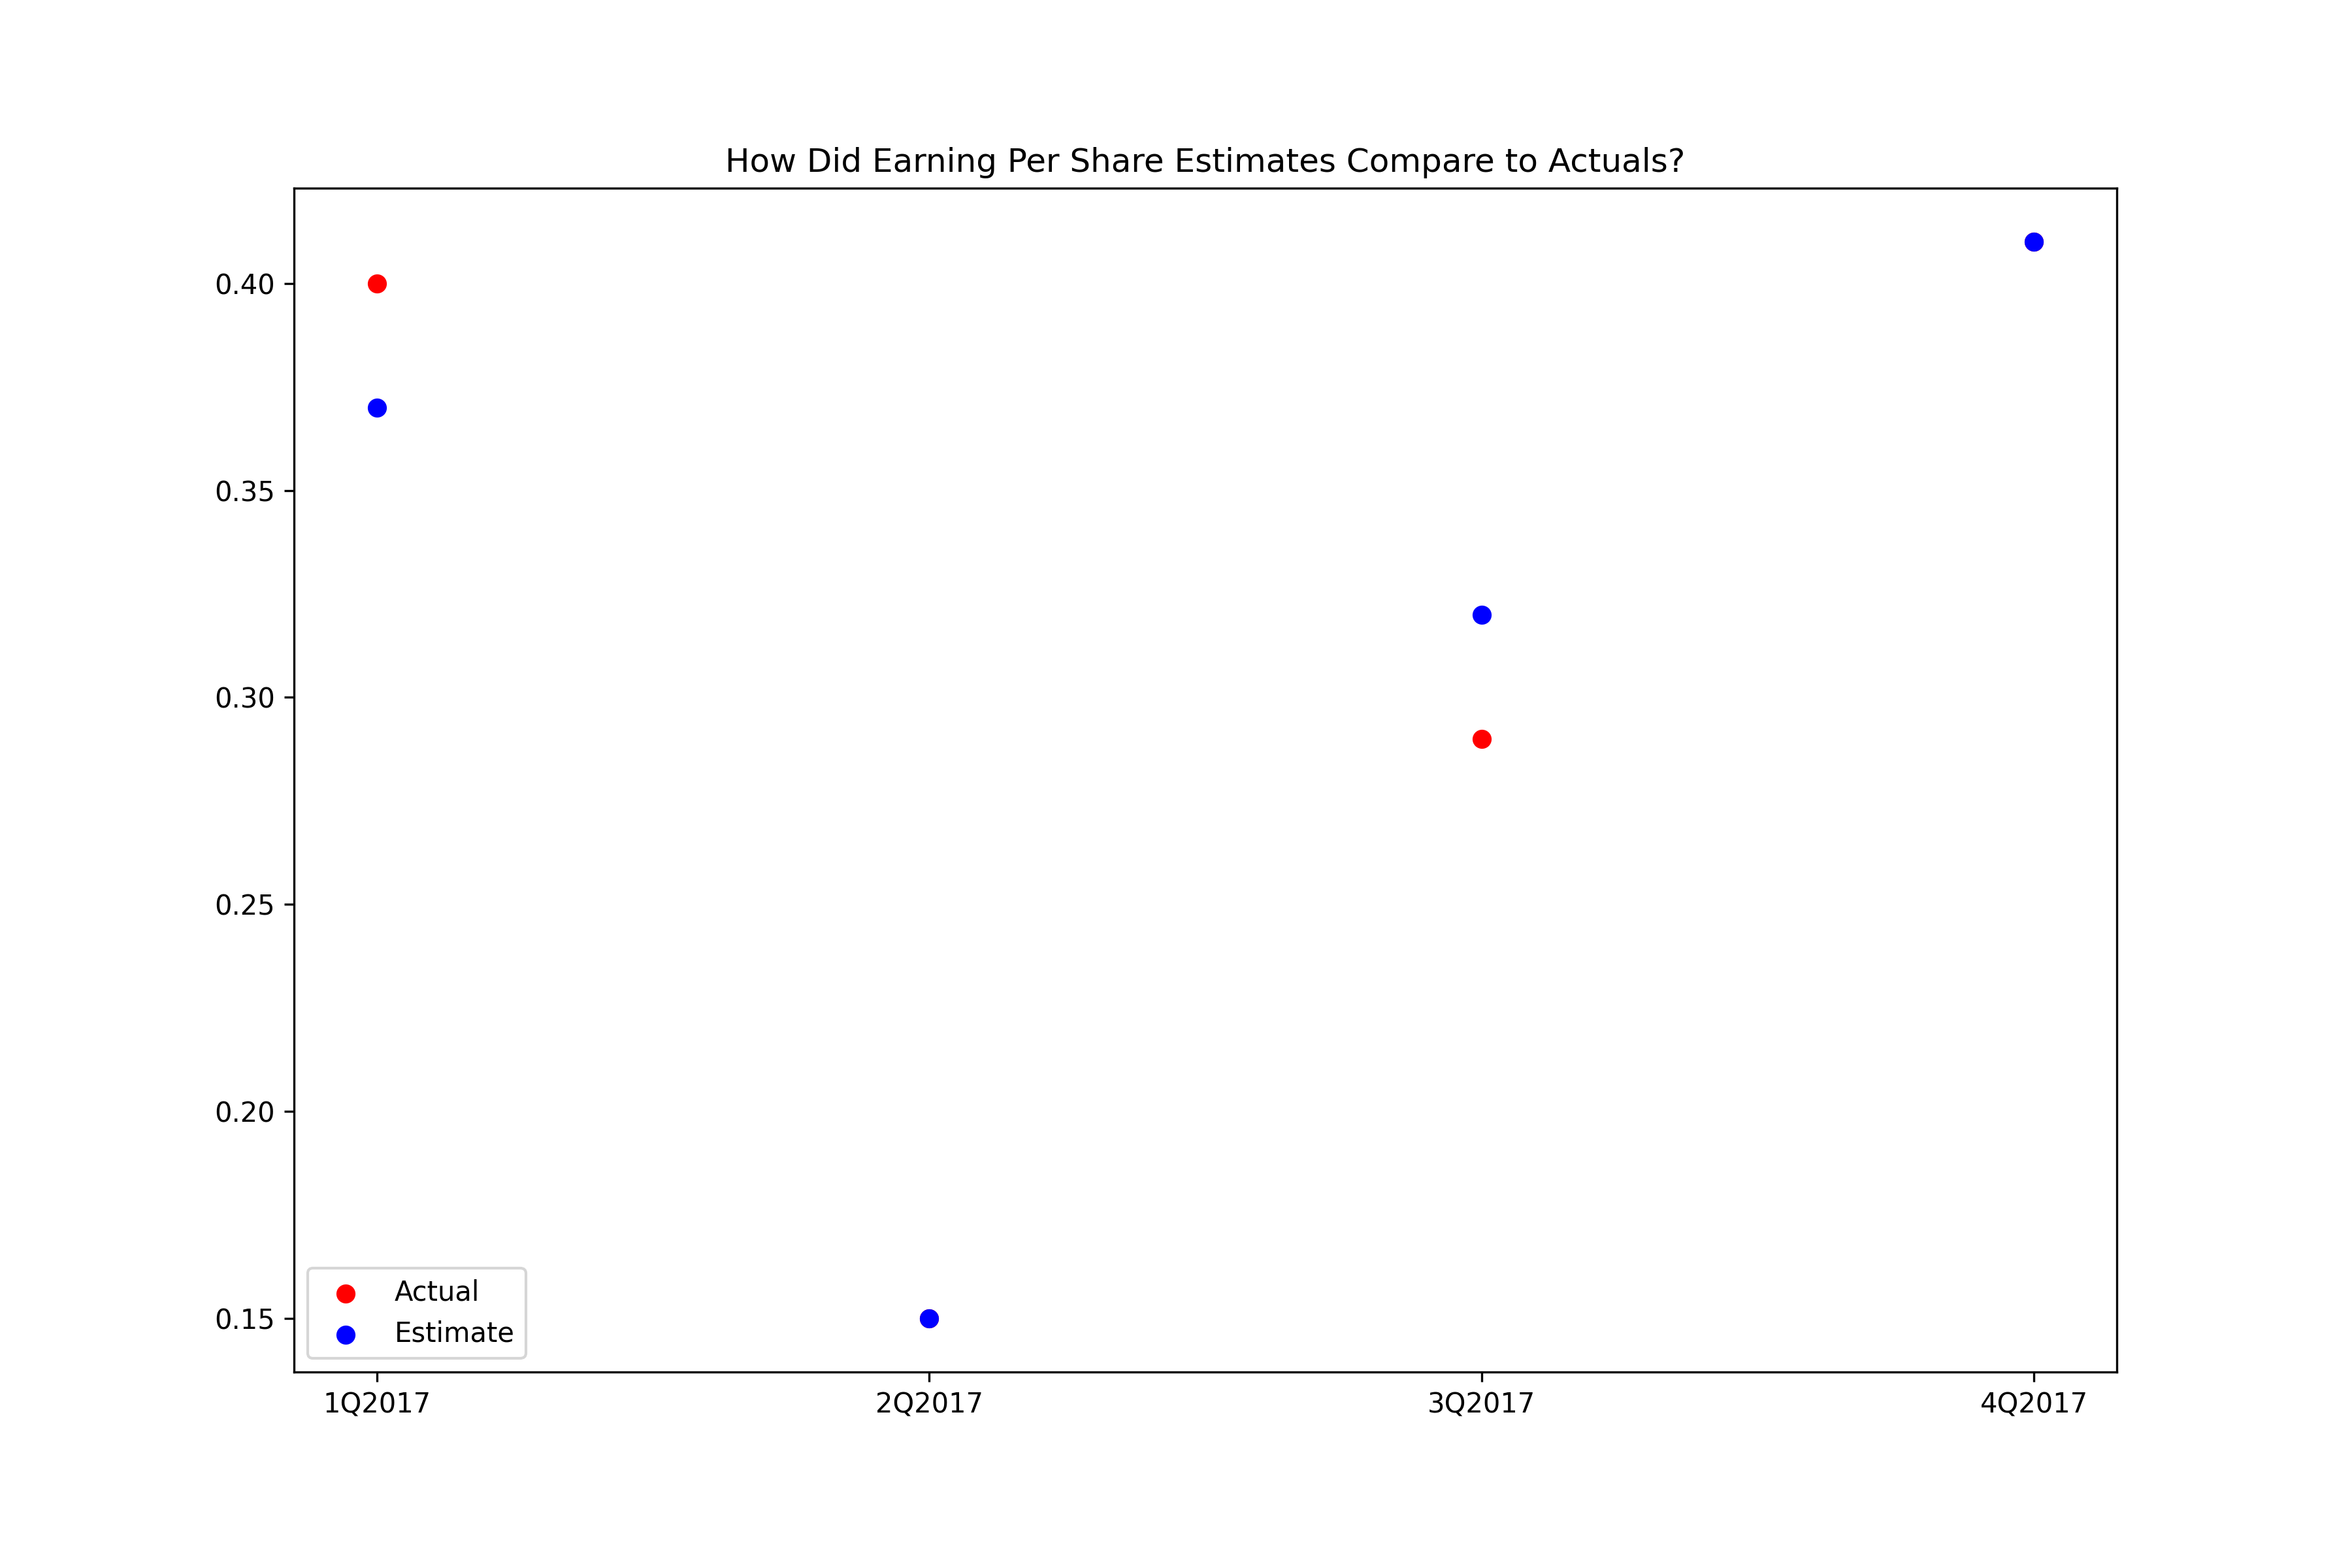 How Did Earning Per Share Estimates Compare to Actuals?
0.40
0.35
0.30
0.25
0.20
0.15
Actual
Estimate
1Q2017 2Q2017 3Q2017 4Q2017